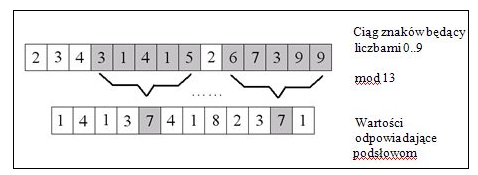 Ciąg znaków będący
liczbami 0..9
2 3 4 3 1 4 1 5 2 6 7 3 9 9
mod 13
……
1 4 1 3 7 4 1 8 2 3 7 1
Wartości
odpowiadające
podsłowom